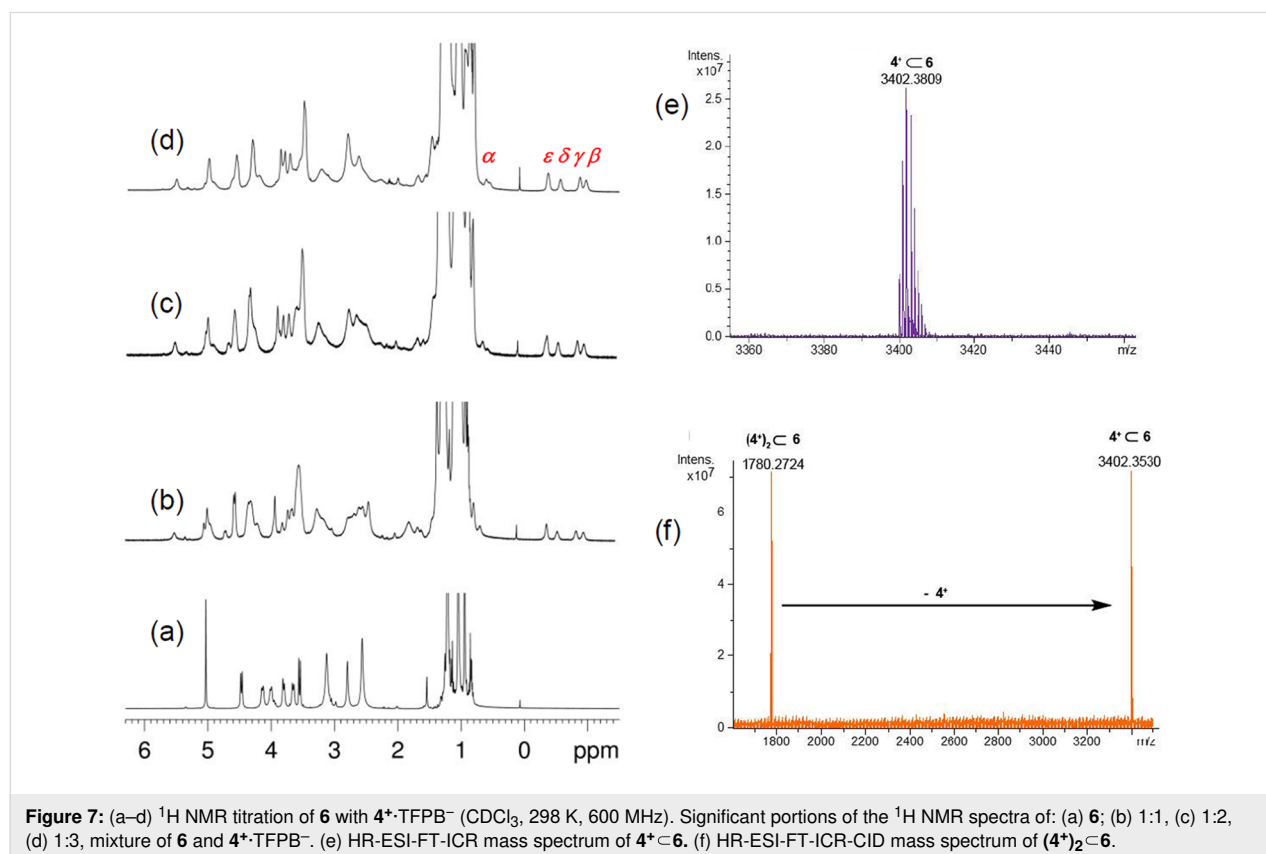 (d)
α
ε δ γ β
(c)
(b)
(a)
6 5 4 3 2 1 0 ppm
(e)
Intens.
x10⁷
4⁺ ⊂ 6
3402.3809
2.5
2.0
1.5
1.0
0.5
0.0
3360 3380 3400 3420 3440 m/z
(f)
Intens.
x10⁷
(4⁺)₂ ⊂ 6
1780.2724
4⁺ ⊂ 6
3402.3530
6
4
- 4⁺
2
0
1800 2000 2200 2400 2600 2800 3000 3200 m/z
Figure 7: (a–d) ¹H NMR titration of 6 with 4⁺·TFPB⁻ (CDCl₃, 298 K, 600 MHz). Significant portions of the ¹H NMR spectra of: (a) 6; (b) 1:1, (c) 1:2,
(d) 1:3, mixture of 6 and 4⁺·TFPB⁻. (e) HR-ESI-FT-ICR mass spectrum of 4⁺⊂6. (f) HR-ESI-FT-ICR-CID mass spectrum of (4⁺)₂⊂6.